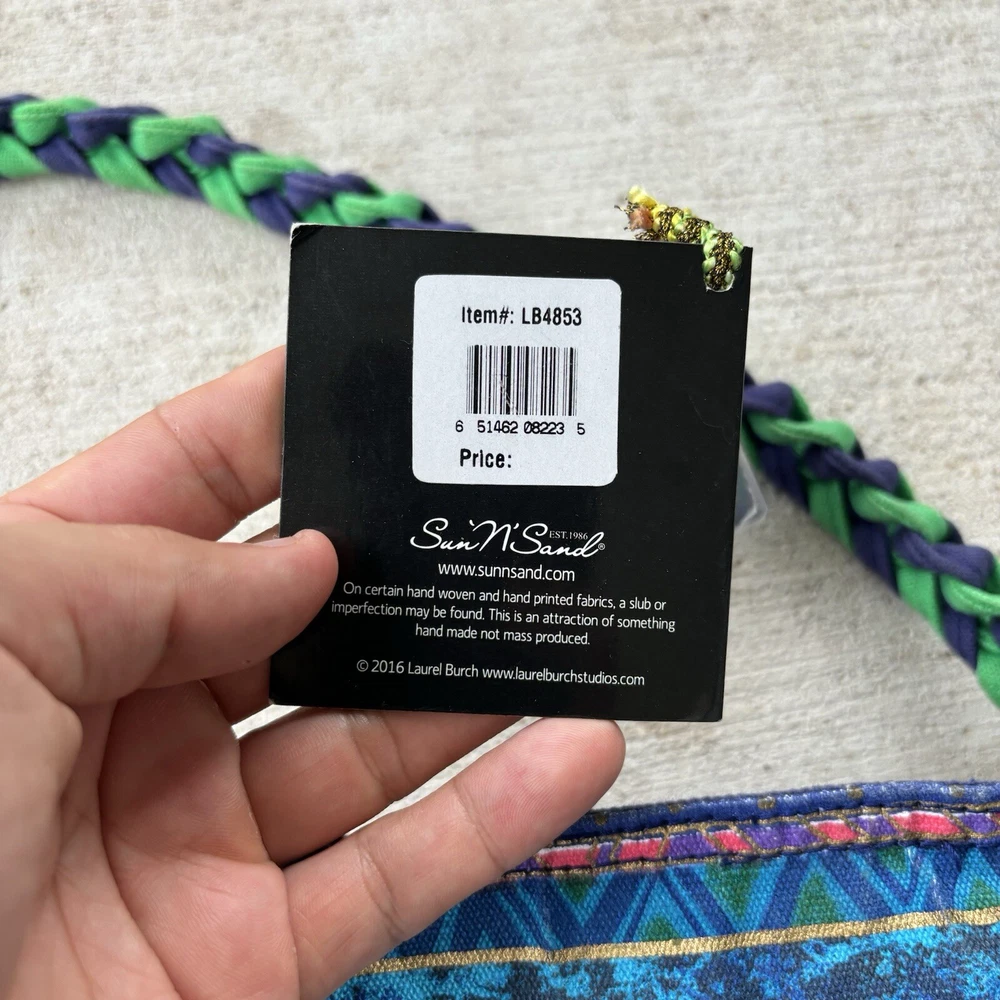 Item#: LB4853
6 51462 08223 5
Price:
Sun 'N' Sand EST.1986 ®
www.sunnsand.com
On certain hand woven and hand printed fabrics, a slub or
imperfection may be found. This is an attraction of something
hand made not mass produced.
© 2016 Laurel Burch www.laurelburchstudios.com